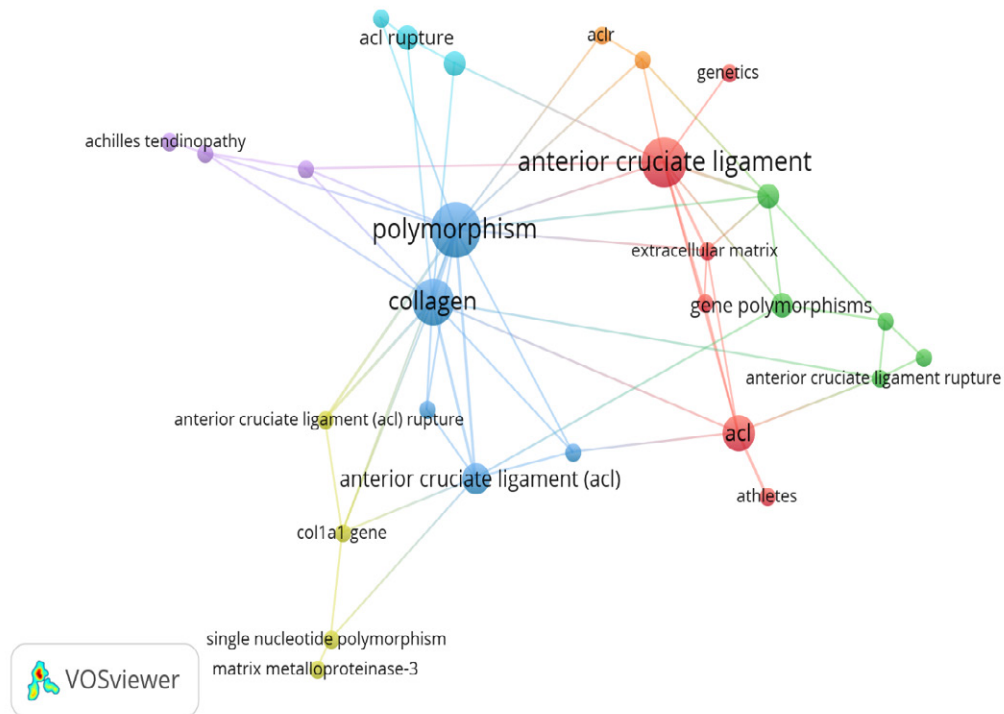 acl rupture
aclr
genetics
achilles tendinopathy
anterior cruciate ligament
polymorphism
extracellular matrix
collagen
gene polymorphisms
anterior cruciate ligament rupture
anterior cruciate ligament (acl) rupture
acl
anterior cruciate ligament (acl)
athletes
col1a1 gene
single nucleotide polymorphism
matrix metalloproteinase-3
VOSviewer